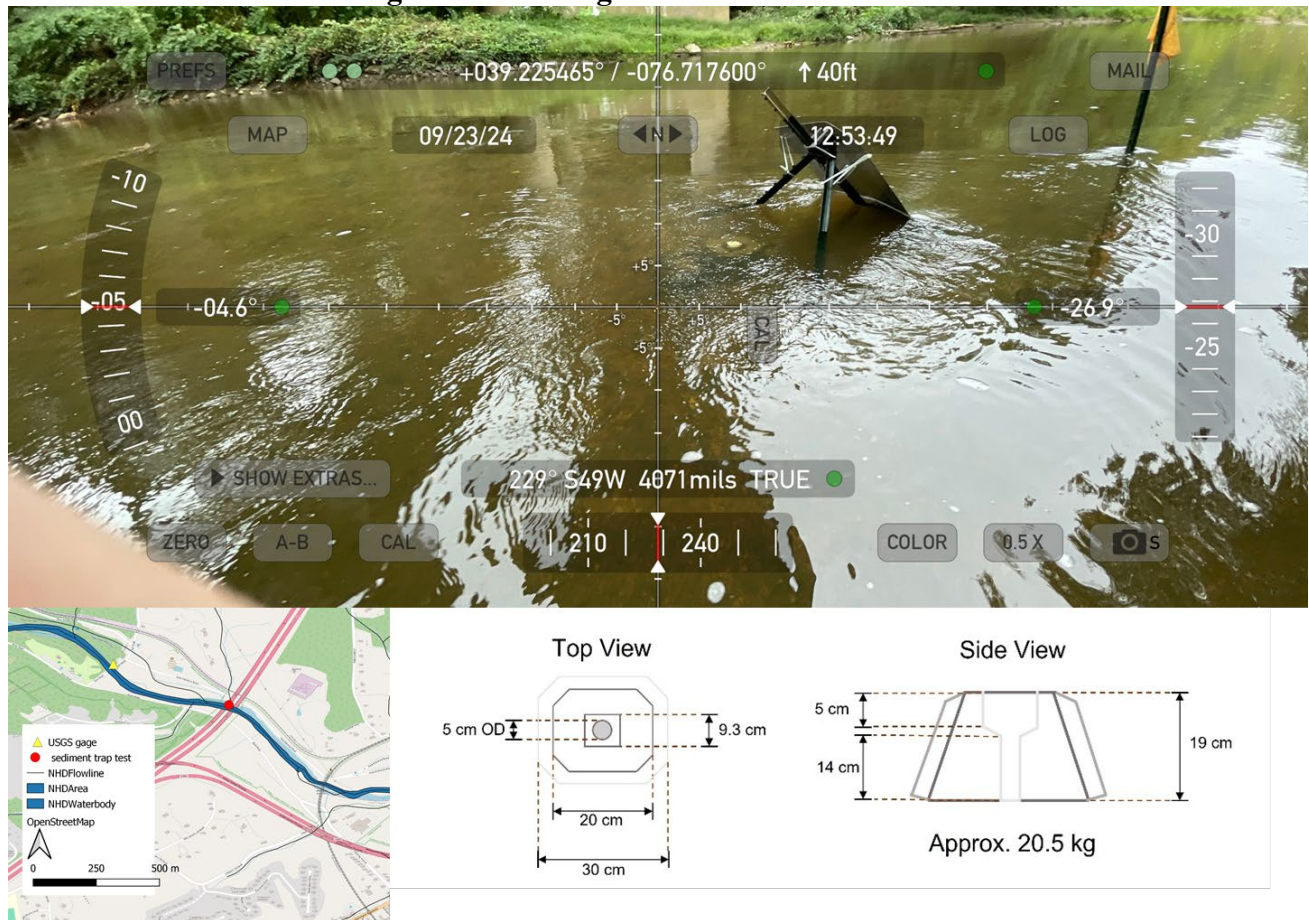 PREFS
+039.225465° / -076.717600° ↑ 40ft
MAIL
MAP
09/23/24
N
12:53:49
LOG
-10
-05
00
-04.6°
+5°
-5°
+5°
-5°
CAL
-26.9°
-30
-25
SHOW EXTRAS...
229° S49W 4071mils TRUE
ZERO
A-B
CAL
210
240
COLOR
0.5 X
S
USGS gage
sediment trap test
NHDFlowline
NHDArea
NHDWaterbody
OpenStreetMap
0 250 500 m
Top View
5 cm OD
9.3 cm
20 cm
30 cm
Side View
5 cm
14 cm
19 cm
Approx. 20.5 kg